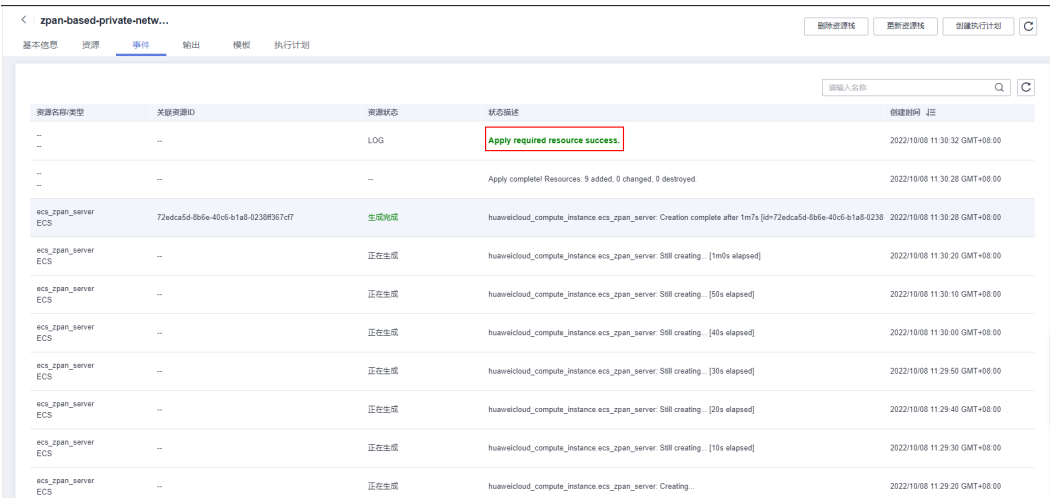 zpan-based-private-netw...
删除资源栈 更新资源栈 创建执行计划
基本信息 资源 事件 输出 模板 执行计划
请输入名称
资源名称/类型 关联资源ID 资源状态 状态描述 创建时间
-- -- LOG Apply required resource success. 2022/10/08 11:30:32 GMT+08:00
--
-- -- -- Apply complete! Resources: 9 added, 0 changed, 0 destroyed. 2022/10/08 11:30:28 GMT+08:00
--
ecs_zpan_server 72edca5d-8b6e-40c6-b1a8-0238ff367cf7 生成完成 huaweicloud_compute_instance.ecs_zpan_server: Creation complete after 1m7s [id=72edca5d-8b6e-40c6-b1a8-0238 2022/10/08 11:30:28 GMT+08:00
ECS
ecs_zpan_server -- 正在生成 huaweicloud_compute_instance.ecs_zpan_server: Still creating... [1m0s elapsed] 2022/10/08 11:30:20 GMT+08:00
ECS
ecs_zpan_server -- 正在生成 huaweicloud_compute_instance.ecs_zpan_server: Still creating... [50s elapsed] 2022/10/08 11:30:10 GMT+08:00
ECS
ecs_zpan_server -- 正在生成 huaweicloud_compute_instance.ecs_zpan_server: Still creating... [40s elapsed] 2022/10/08 11:30:00 GMT+08:00
ECS
ecs_zpan_server -- 正在生成 huaweicloud_compute_instance.ecs_zpan_server: Still creating... [30s elapsed] 2022/10/08 11:29:50 GMT+08:00
ECS
ecs_zpan_server -- 正在生成 huaweicloud_compute_instance.ecs_zpan_server: Still creating... [20s elapsed] 2022/10/08 11:29:40 GMT+08:00
ECS
ecs_zpan_server -- 正在生成 huaweicloud_compute_instance.ecs_zpan_server: Still creating... [10s elapsed] 2022/10/08 11:29:30 GMT+08:00
ECS
ecs_zpan_server -- 正在生成 huaweicloud_compute_instance.ecs_zpan_server: Creating... 2022/10/08 11:29:20 GMT+08:00
ECS